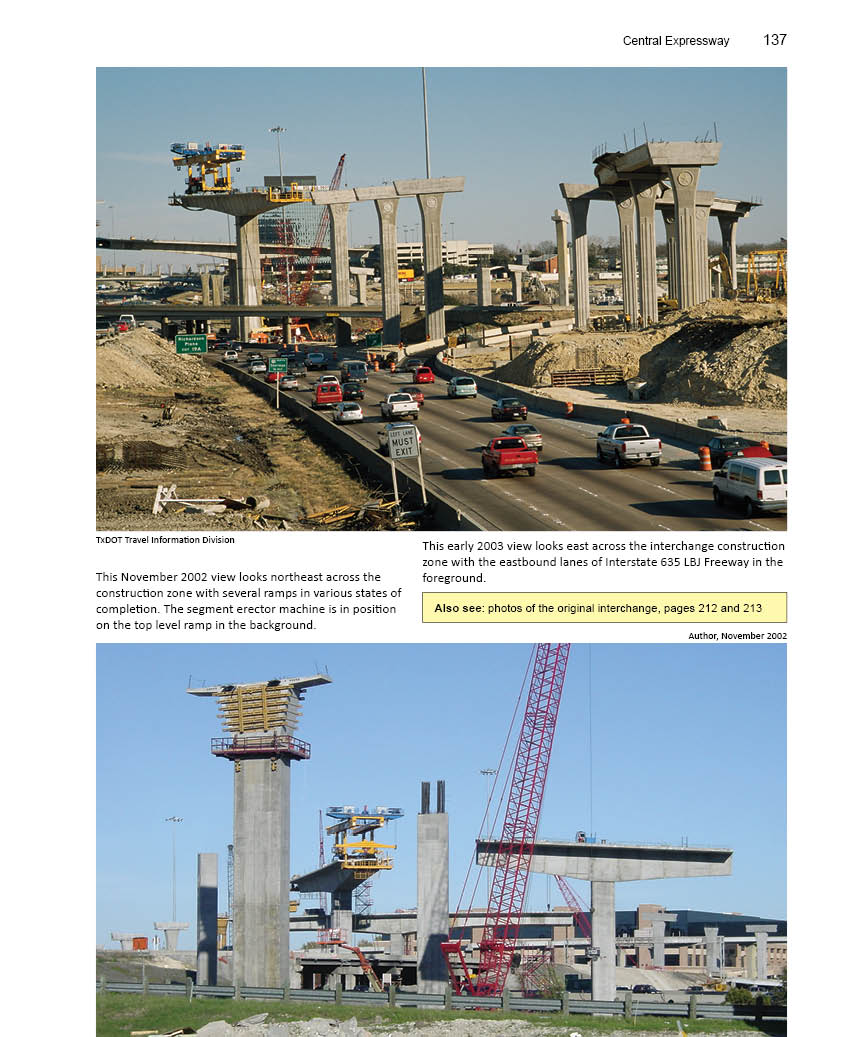 Central Expressway 137
Richardson
Plano
EXIT 19A
LEFT LANE
MUST
EXIT
TxDOT Travel Information Division
This early 2003 view looks east across the interchange construction
zone with the eastbound lanes of Interstate 635 LBJ Freeway in the
foreground.
This November 2002 view looks northeast across the
construction zone with several ramps in various states of
completion. The segment erector machine is in position
on the top level ramp in the background.
Also see: photos of the original interchange, pages 212 and 213
Author, November 2002